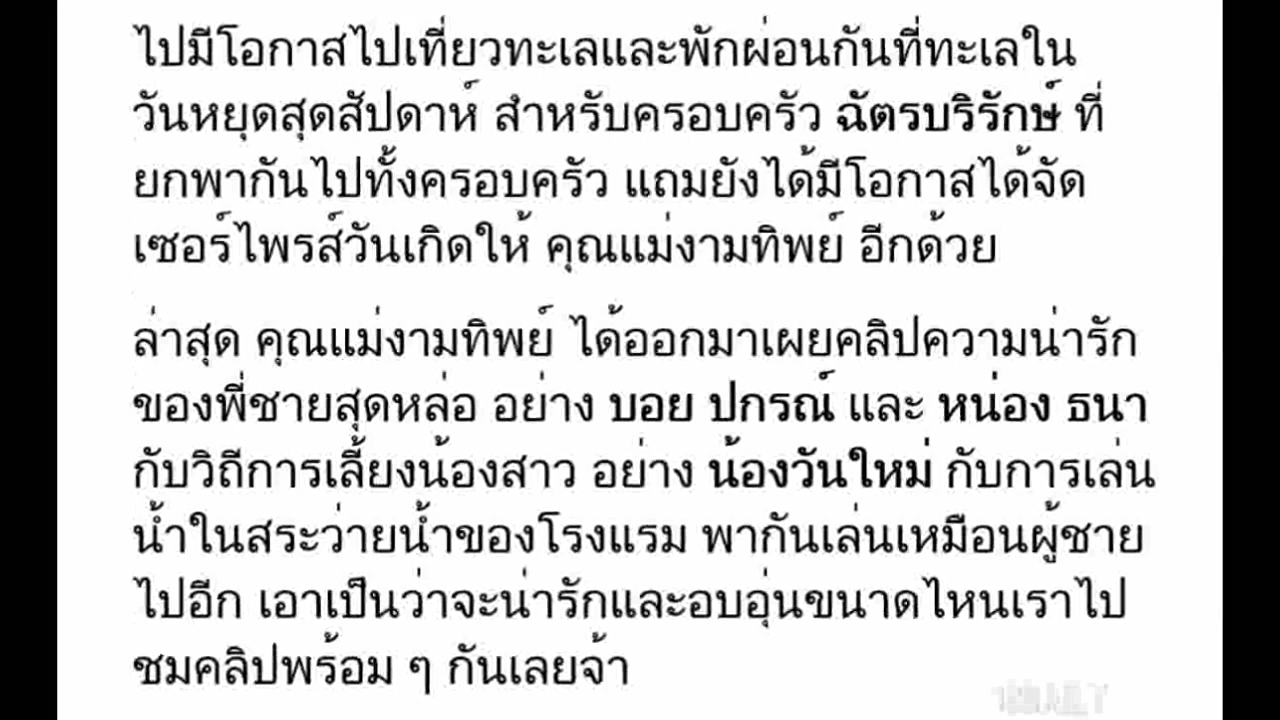 ไปมีโอกาสไปเที่ยวทะเลและพักผ่อนกันที่ทะเลใน
วันหยุดสุดสัปดาห์ สำหรับครอบครัว ฉัตรบริรักษ์ ที่
ยกพากันไปทั้งครอบครัว แถมยังได้มีโอกาสได้จัด
เซอร์ไพรส์วันเกิดให้ คุณแม่งามทิพย์ อีกด้วย
ล่าสุด คุณแม่งามทิพย์ ได้ออกมาเผยคลิปความน่ารัก
ของพี่ชายสุดหล่อ อย่าง บอย ปกรณ์ และ หน่อง ธนา
กับวิถีการเลี้ยงน้องสาว อย่าง น้องวันใหม่ กับการเล่น
น้ำในสระว่ายน้ำของโรงแรม พากันเล่นเหมือนผู้ชาย
ไปอีก เอาเป็นว่าจะน่ารักและอบอุ่นขนาดไหนเราไป
ชมคลิปพร้อม ๆ กันเลยจ้า